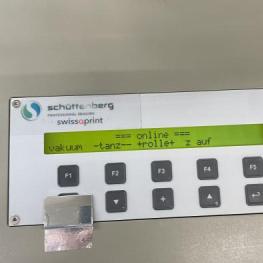 schüttenberg
PROFESSIONAL IMAGING
swissqprint
=== online ===
vakuum -tanz-- +rolle+ z auf
F1 F2 F3 F4 F5
▼ + ▲ ↵